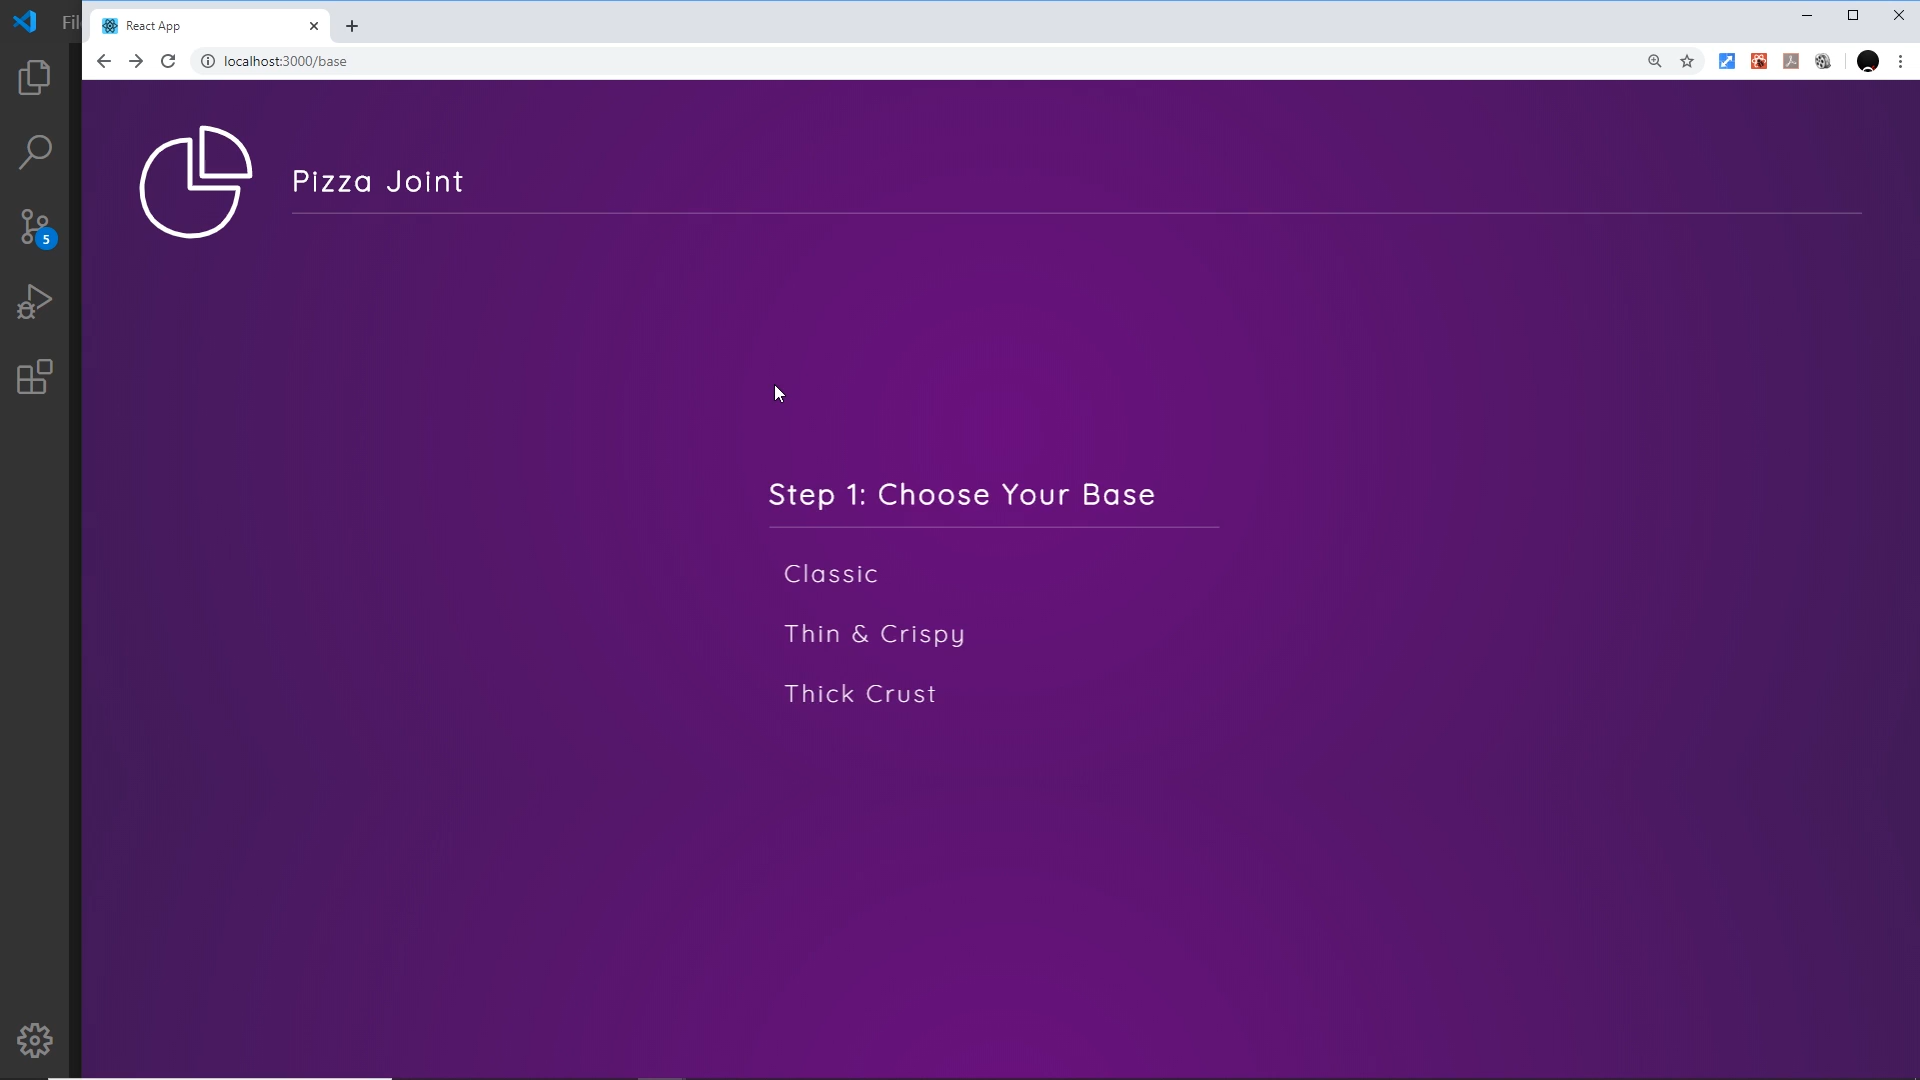 Fil
React App
localhost:3000/base
Pizza Joint
5
Step 1: Choose Your Base
Classic
Thin & Crispy
Thick Crust